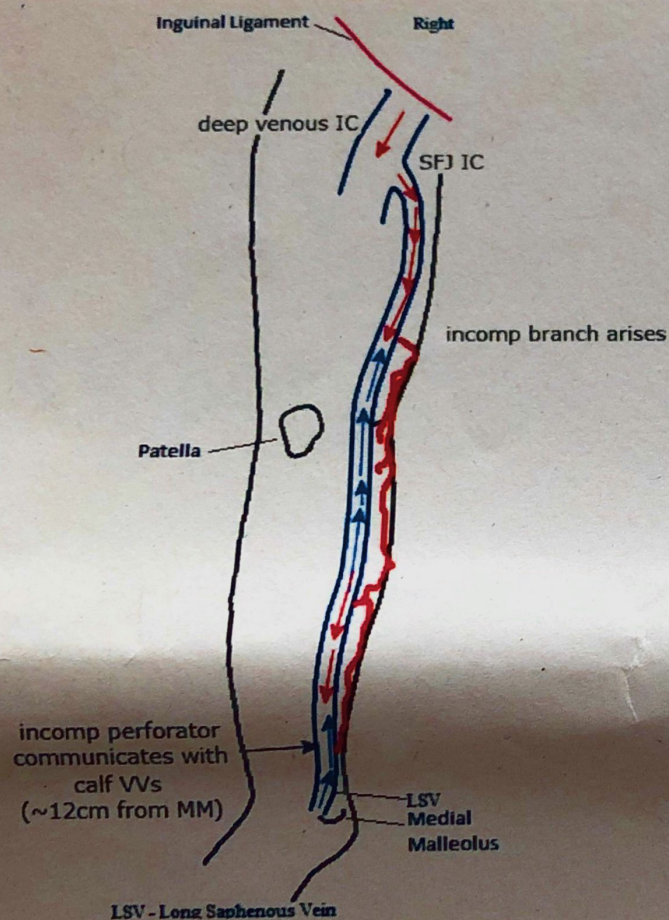 Inguinal Ligament
Right
deep venous IC
SFJ IC
incomp branch arises
Patella
incomp perforator
communicates with
calf VVs
(~12cm from MM)
LSV
Medial
Malleolus
LSV - Long Saphenous Vein